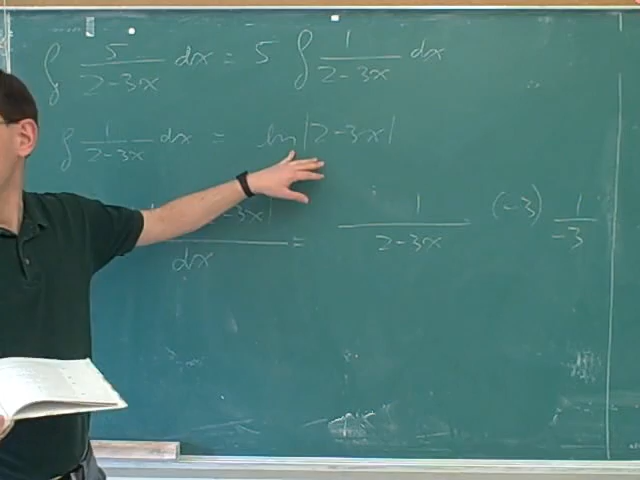 ∫ 5/(2-3x) dx = 5 ∫ 1/(2-3x) dx
∫ 1/(2-3x) dx = ln|2-3x|
-3x| / dx = 1/(2-3x) (-3) 1/-3